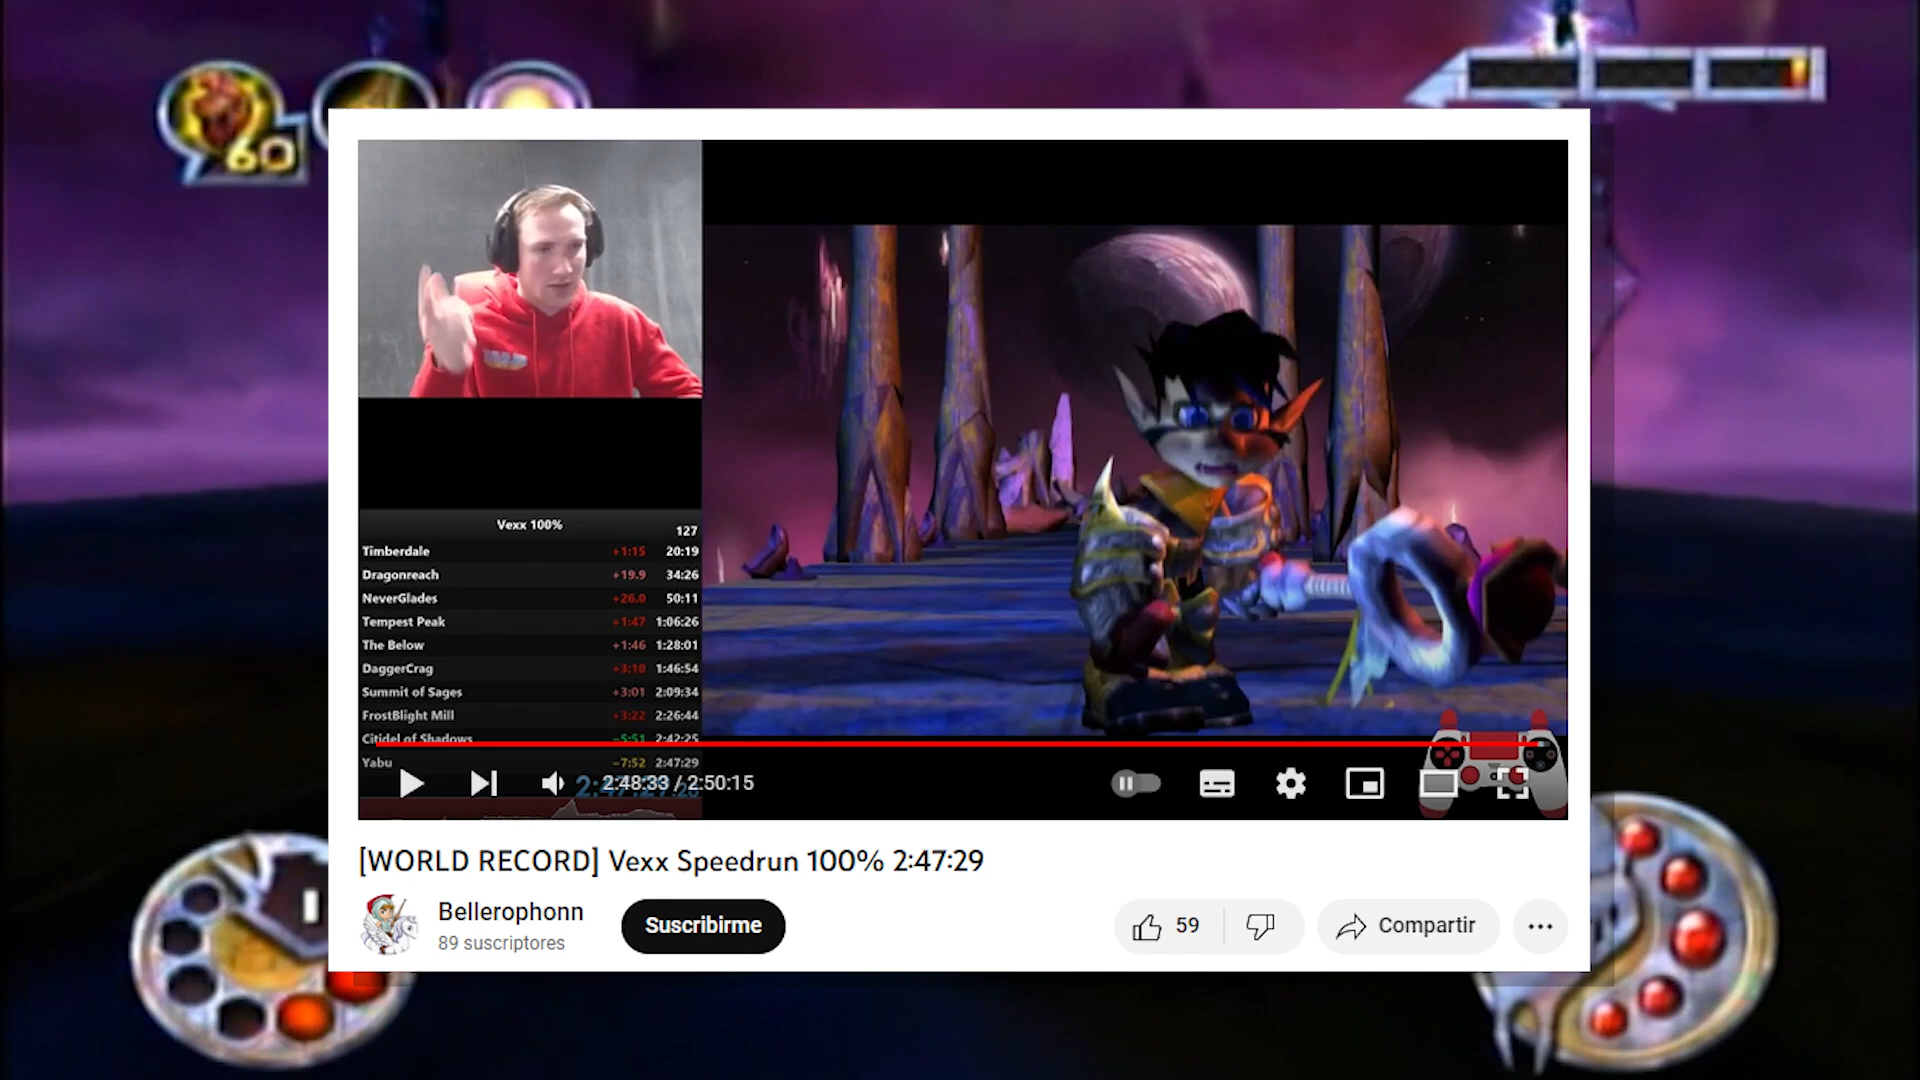 60
Vexx 100%
127
Timberdale +1:15 20:19
Dragonreach +19.9 34:26
NeverGlades +26.0 50:11
Tempest Peak +1:47 1:06:26
The Below +1:46 1:28:01
DaggerCrag +3:10 1:46:54
Summit of Sages +3:01 2:09:34
FrostBlight Mill +3:22 2:26:44
Citidel of Shadows -5:51 2:42:25
Yabu -7:52 2:47:29
2:48:33 / 2:50:15
[WORLD RECORD] Vexx Speedrun 100% 2:47:29
Bellerophonn
89 suscriptores
Suscribirme
59
Compartir